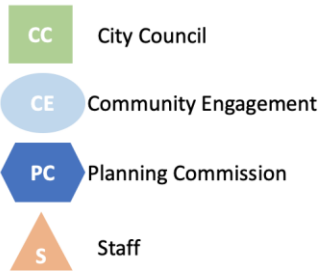 CC City Council
CE Community Engagement
PC Planning Commission
S Staff